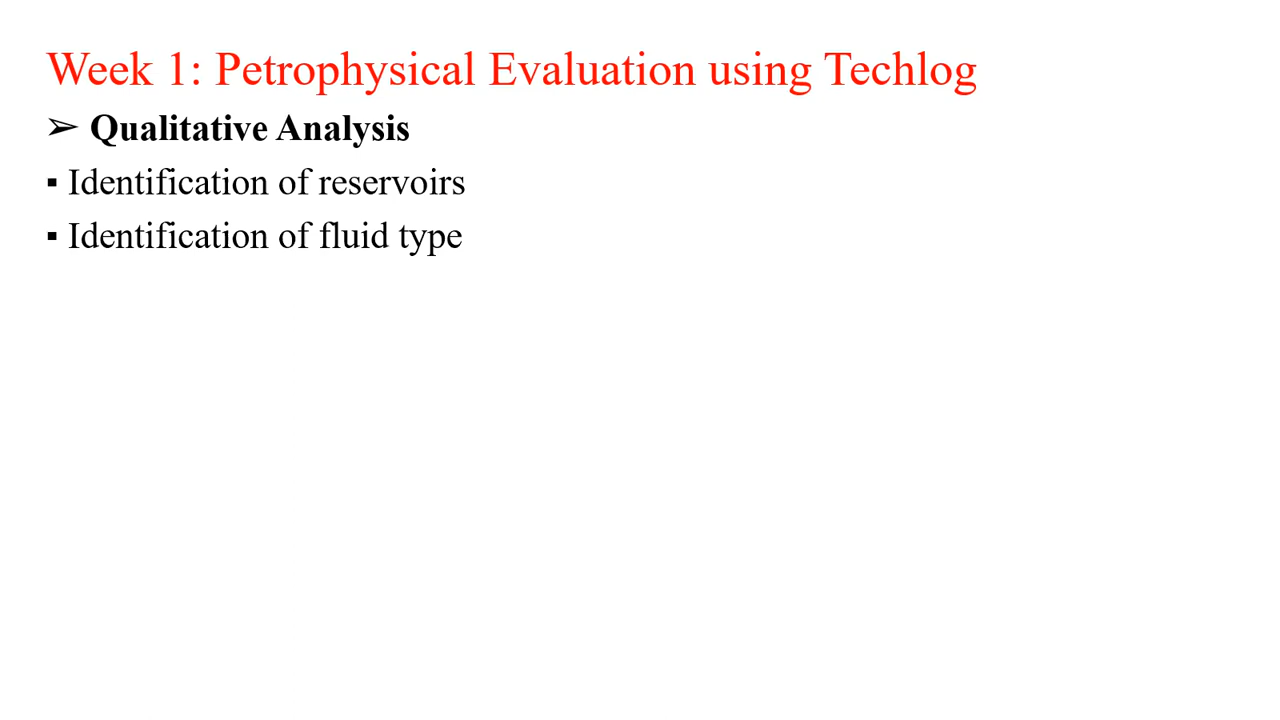 Week 1: Petrophysical Evaluation using Techlog
➢ Qualitative Analysis
▪ Identification of reservoirs
▪ Identification of fluid type